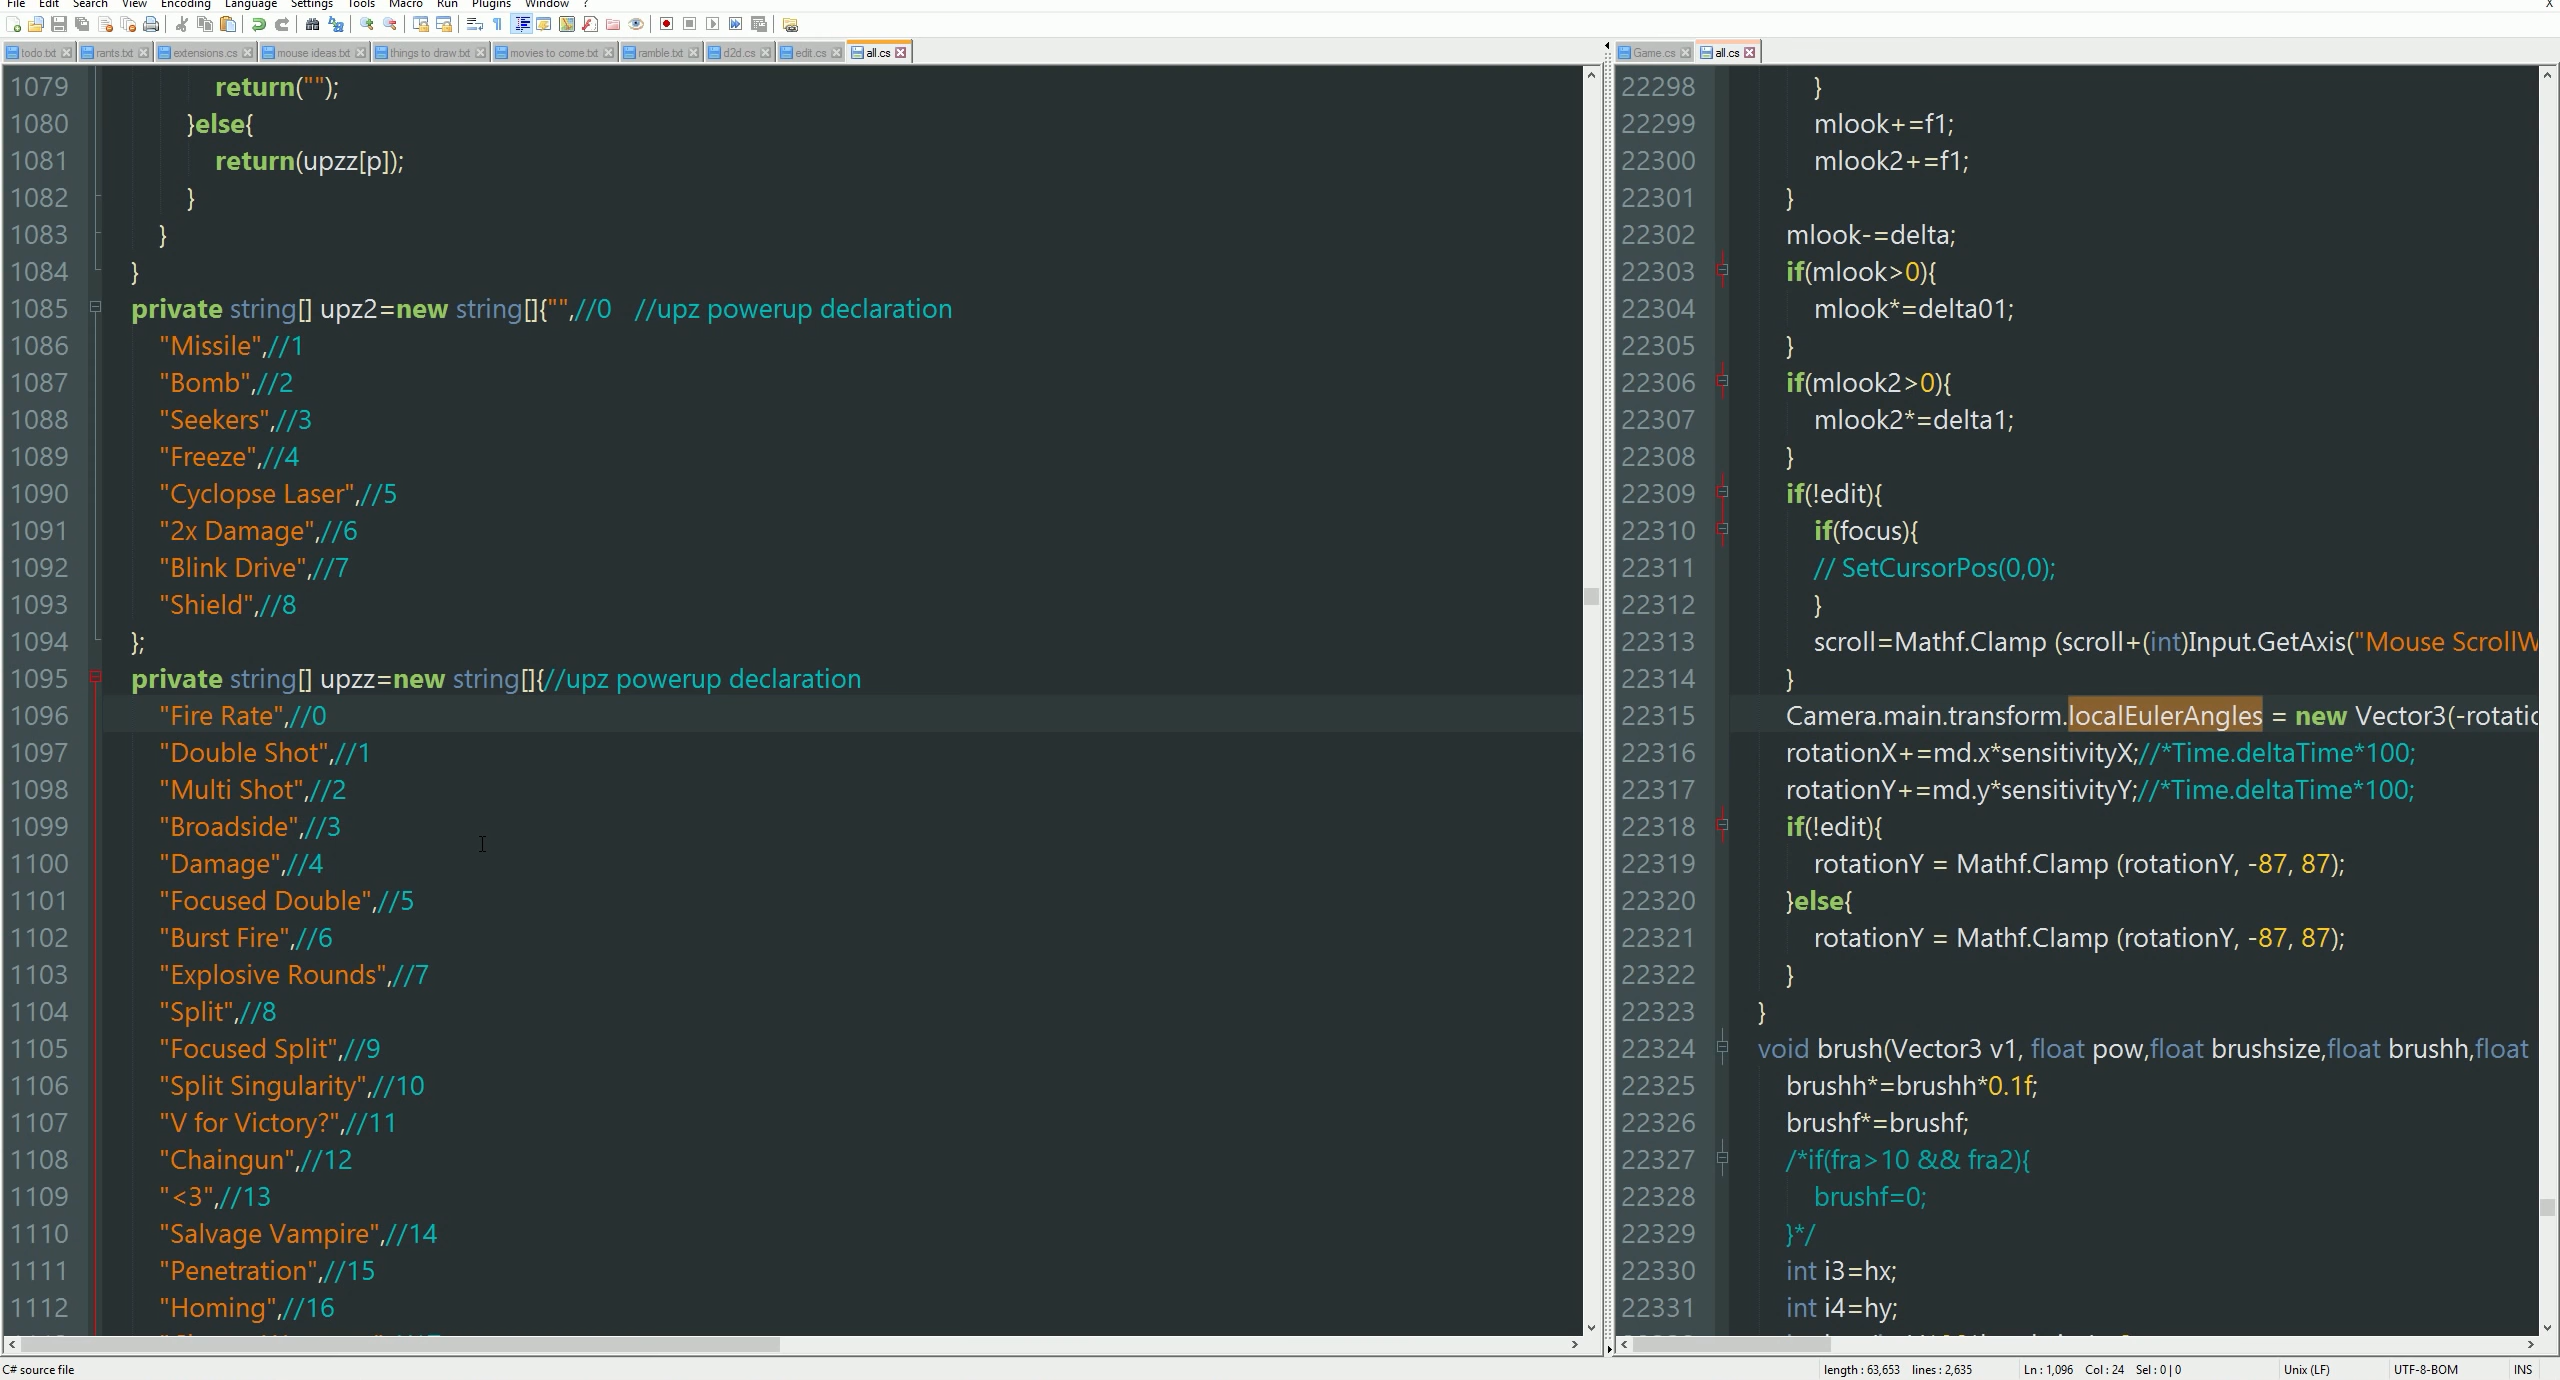 File Edit Search View Encoding Language Settings Tools Macro Run Plugins Window ? X
todo.txt rants.txt extensions.cs mouse ideas.txt things to draw.txt movies to come.txt ramble.txt d2d.cs edit.cs all.cs
1079 return("");
1080 }else{
1081 return(upzz[p]);
1082 }
1083 }
1084 }
1085 private string[] upz2=new string[]{"",//0 //upz powerup declaration
1086 "Missile",//1
1087 "Bomb",//2
1088 "Seekers",//3
1089 "Freeze",//4
1090 "Cyclopse Laser",//5
1091 "2x Damage",//6
1092 "Blink Drive",//7
1093 "Shield",//8
1094 };
1095 private string[] upzz=new string[]{//upz powerup declaration
1096 "Fire Rate",//0
1097 "Double Shot",//1
1098 "Multi Shot",//2
1099 "Broadside",//3
1100 "Damage",//4
1101 "Focused Double",//5
1102 "Burst Fire",//6
1103 "Explosive Rounds",//7
1104 "Split",//8
1105 "Focused Split",//9
1106 "Split Singularity",//10
1107 "V for Victory?",//11
1108 "Chaingun",//12
1109 "<3",//13
1110 "Salvage Vampire",//14
1111 "Penetration",//15
1112 "Homing",//16
Game.cs all.cs
22298 }
22299 mlook+=f1;
22300 mlook2+=f1;
22301 }
22302 mlook-=delta;
22303 if(mlook>0){
22304 mlook*=delta01;
22305 }
22306 if(mlook2>0){
22307 mlook2*=delta1;
22308 }
22309 if(!edit){
22310 if(focus){
22311 // SetCursorPos(0,0);
22312 }
22313 scroll=Mathf.Clamp (scroll+(int)Input.GetAxis("Mouse ScrollW
22314 }
22315 Camera.main.transform.localEulerAngles = new Vector3(-rotatic
22316 rotationX+=md.x*sensitivityX;//*Time.deltaTime*100;
22317 rotationY+=md.y*sensitivityY;//*Time.deltaTime*100;
22318 if(!edit){
22319 rotationY = Mathf.Clamp (rotationY, -87, 87);
22320 }else{
22321 rotationY = Mathf.Clamp (rotationY, -87, 87);
22322 }
22323 }
22324 void brush(Vector3 v1, float pow,float brushsize,float brushh,float
22325 brushh*=brushh*0.1f;
22326 brushf*=brushf;
22327 /*if(fra>10 && fra2){
22328 brushf=0;
22329 }*/
22330 int i3=hx;
22331 int i4=hy;
C# source file length : 63,653 lines : 2,635 Ln : 1,096 Col : 24 Sel : 0 | 0 Unix (LF) UTF-8-BOM INS